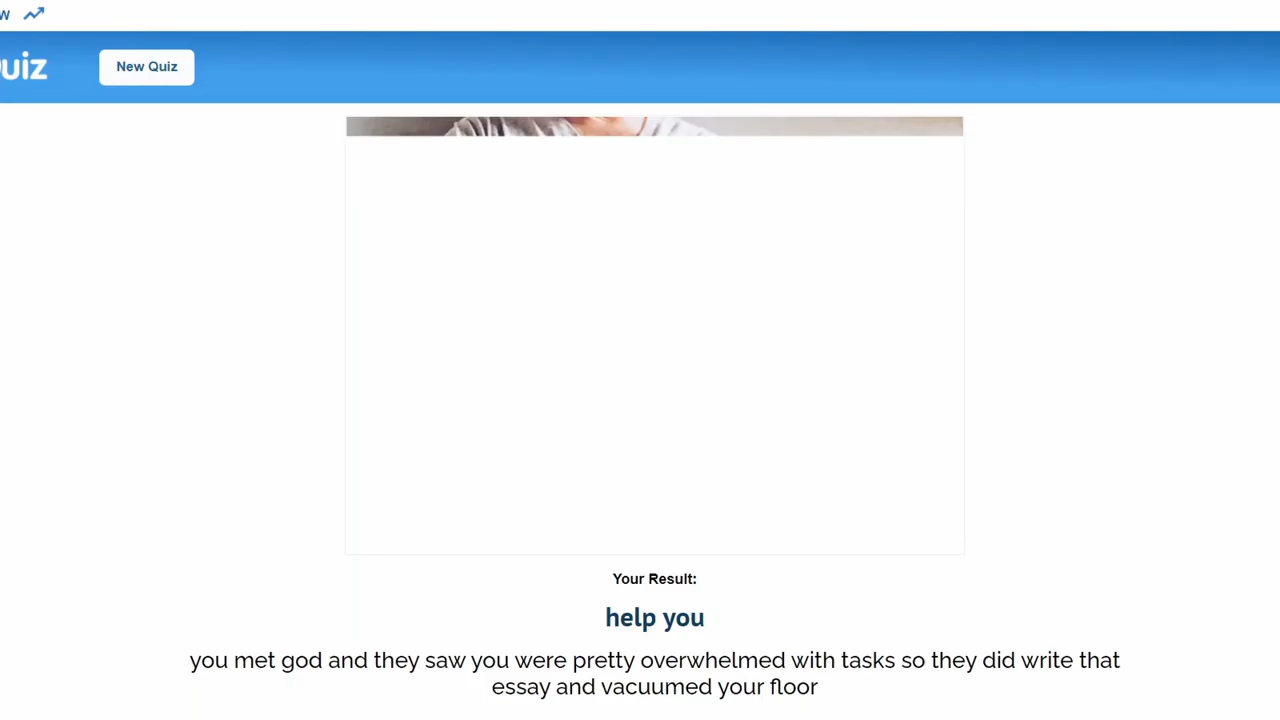 w
uiz
New Quiz
Your Result:
help you
you met god and they saw you were pretty overwhelmed with tasks so they did write that
essay and vacuumed your floor